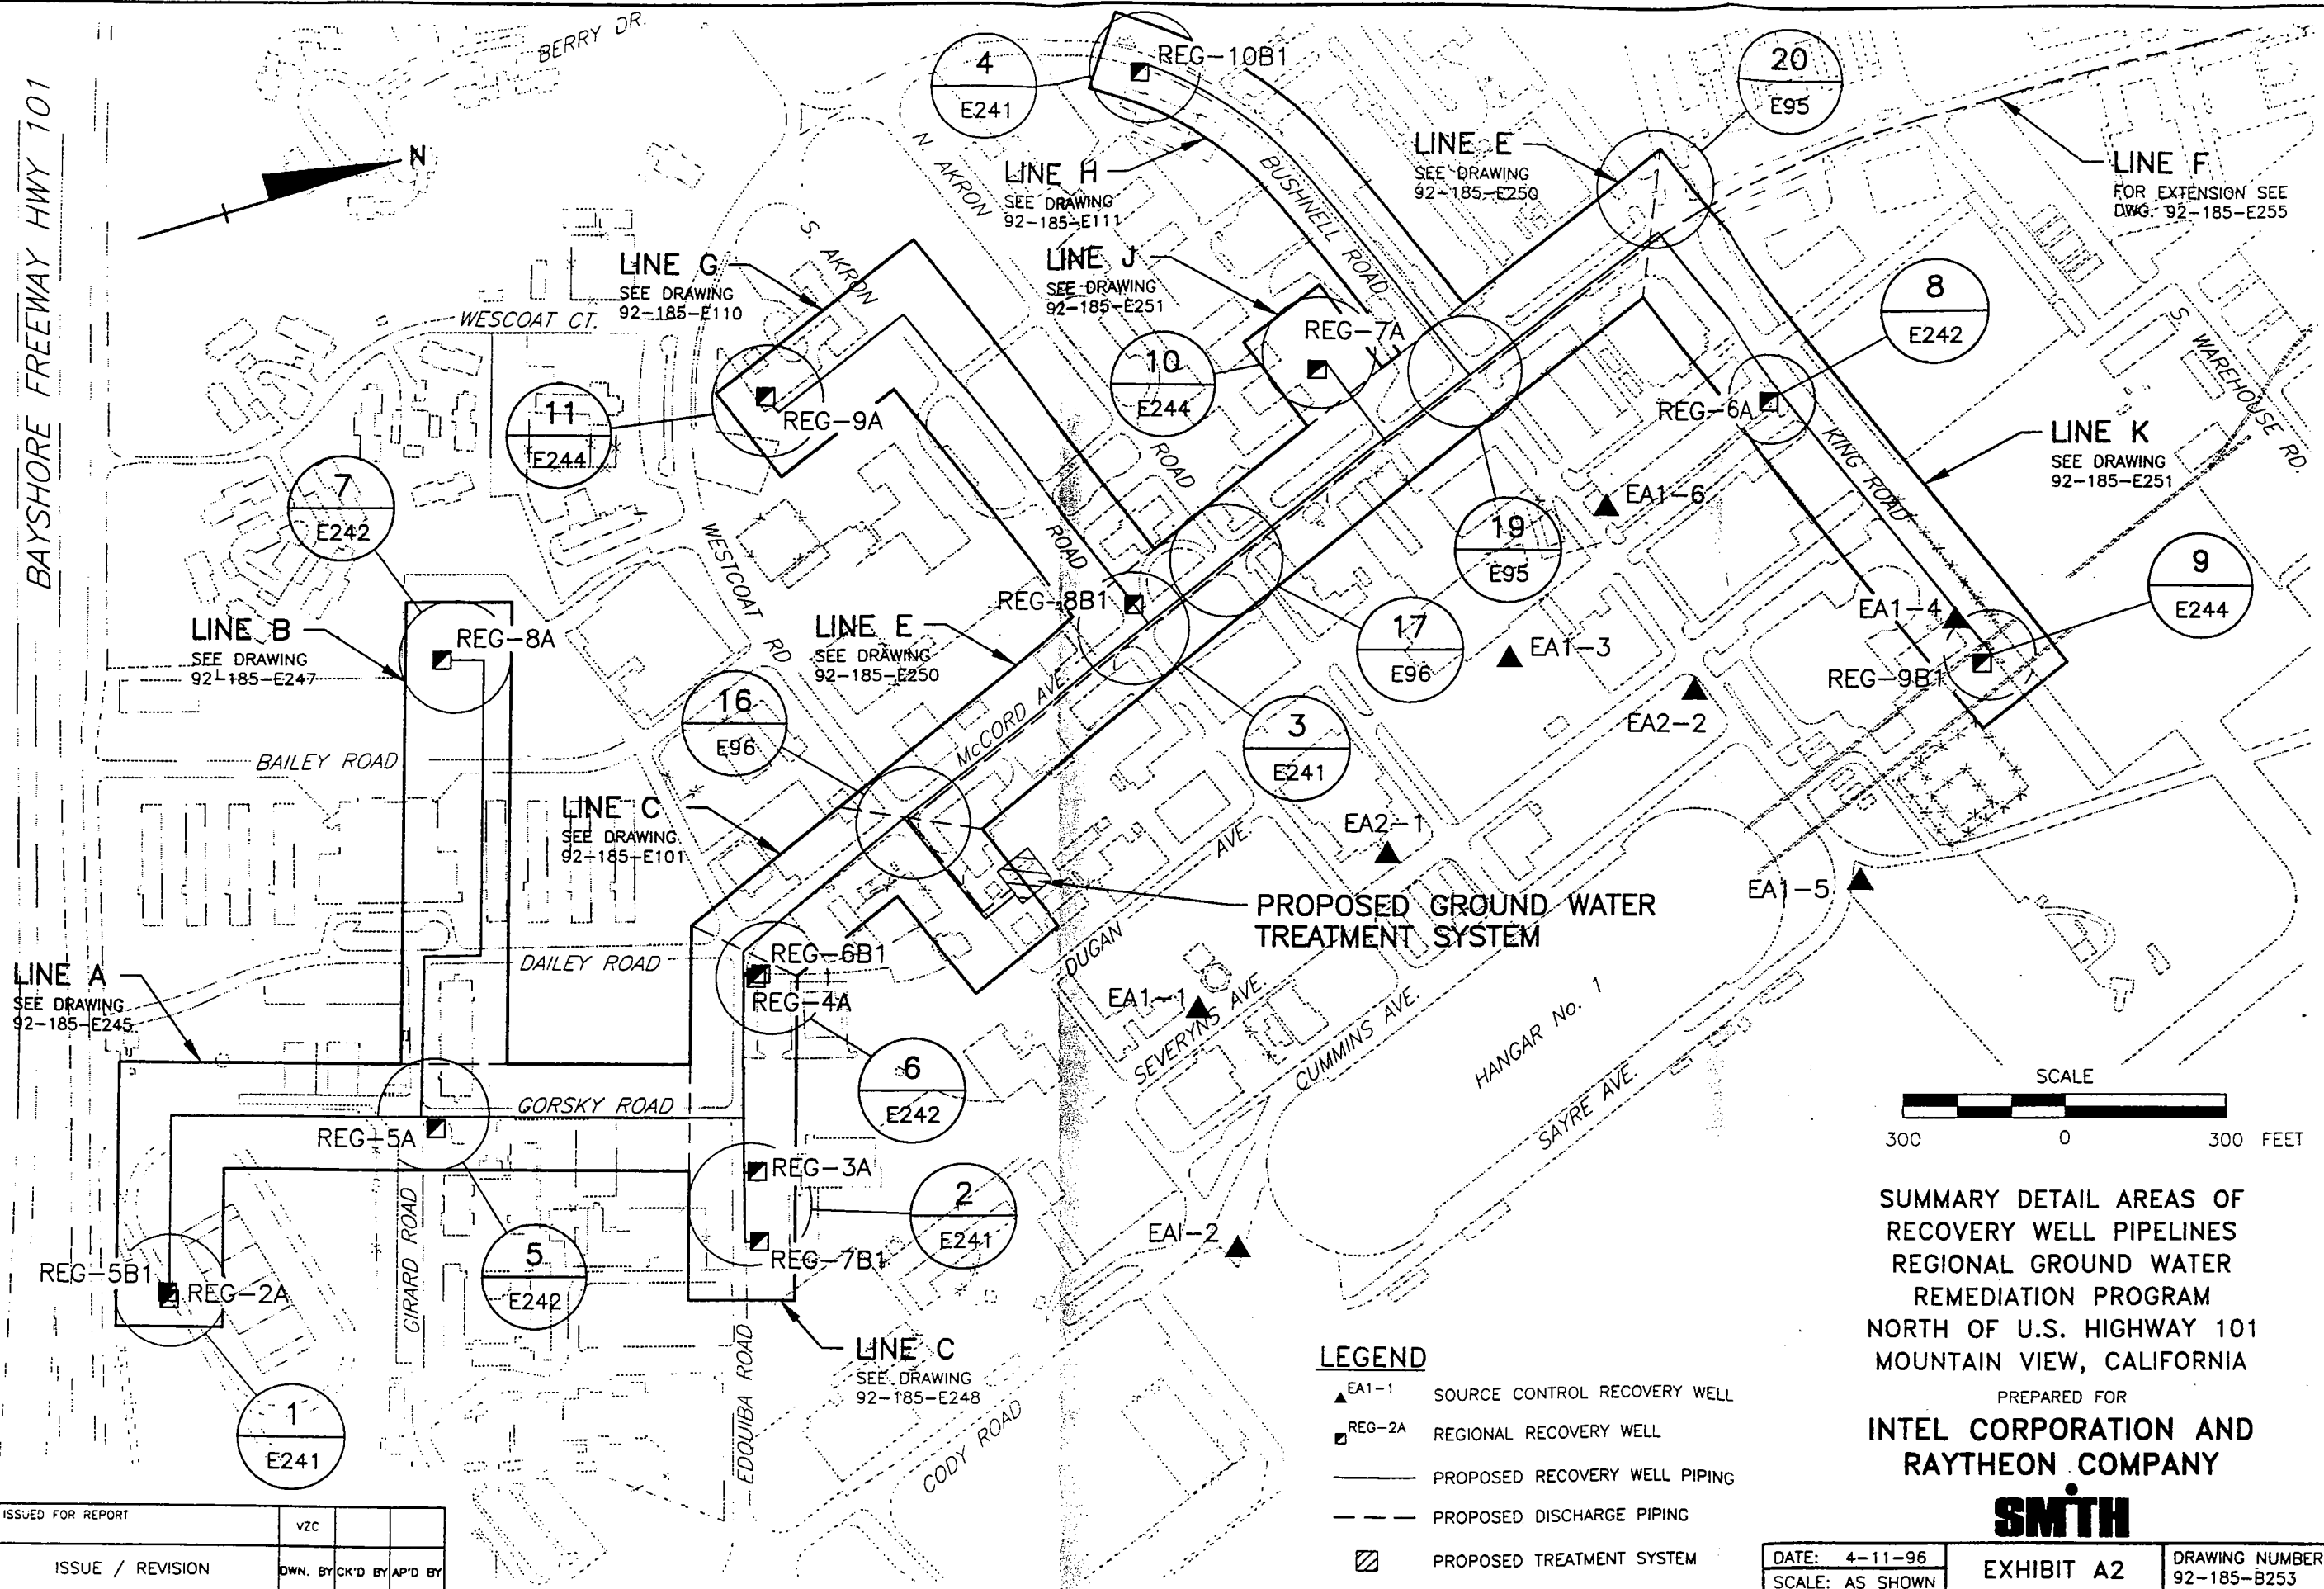 BERRY DR.
BAYSHORE FREEWAY HWY 101
N
4
E241
REG-10B1
20
E95
N AKRON
LINE H
SEE DRAWING
92-185-E111
BUSHNELL ROAD
LINE E
SEE DRAWING
92-185-E250
LINE F
FOR EXTENSION SEE
DWG. 92-185-E255
S. AKRON
LINE G
SEE DRAWING
92-185-E110
WESCOAT CT.
LINE J
SEE DRAWING
92-185-E251
REG-7A
10
E244
8
E242
S. WAREHOUSE RD.
11
E244
REG-9A
ROAD
REG-6A
KING ROAD
LINE K
SEE DRAWING
92-185-E251
7
E242
EA1-6
19
E95
WESTCOAT RD
ROAD
9
E244
REG-8B1
EA1-4
LINE B
SEE DRAWING
92-185-E247
REG-8A
LINE E
SEE DRAWING
92-185-E250
17
E96
EA1-3
REG-9B1
16
E96
McCORD AVE.
3
E241
EA2-2
BAILEY ROAD
LINE C
SEE DRAWING
92-185-E101
EA2-1
EA1-5
PROPOSED GROUND WATER
TREATMENT SYSTEM
DUGAN AVE.
DAILEY ROAD
REG-6B1
REG-4A
LINE A
SEE DRAWING
92-185-E245
EA1-1
SEVERYNS AVE.
CUMMINS AVE.
HANGAR No. 1
SAYRE AVE.
6
E242
GORSKY ROAD
REG-5A
REG-3A
2
E241
REG-7B1
EA1-2
REG-5B1
REG-2A
GIRARD ROAD
5
E242
EDQUIBA ROAD
LINE C
SEE DRAWING
92-185-E248
CODY ROAD
1
E241
SCALE
300 0 300 FEET
SUMMARY DETAIL AREAS OF
RECOVERY WELL PIPELINES
REGIONAL GROUND WATER
REMEDIATION PROGRAM
NORTH OF U.S. HIGHWAY 101
MOUNTAIN VIEW, CALIFORNIA
PREPARED FOR
INTEL CORPORATION AND
RAYTHEON COMPANY
SMITH
LEGEND
EA1-1 SOURCE CONTROL RECOVERY WELL
REG-2A REGIONAL RECOVERY WELL
PROPOSED RECOVERY WELL PIPING
PROPOSED DISCHARGE PIPING
PROPOSED TREATMENT SYSTEM
ISSUED FOR REPORT VZC
ISSUE / REVISION DWN. BY CK'D BY AP'D BY
DATE: 4-11-96
SCALE: AS SHOWN
EXHIBIT A2
DRAWING NUMBER
92-185-B253